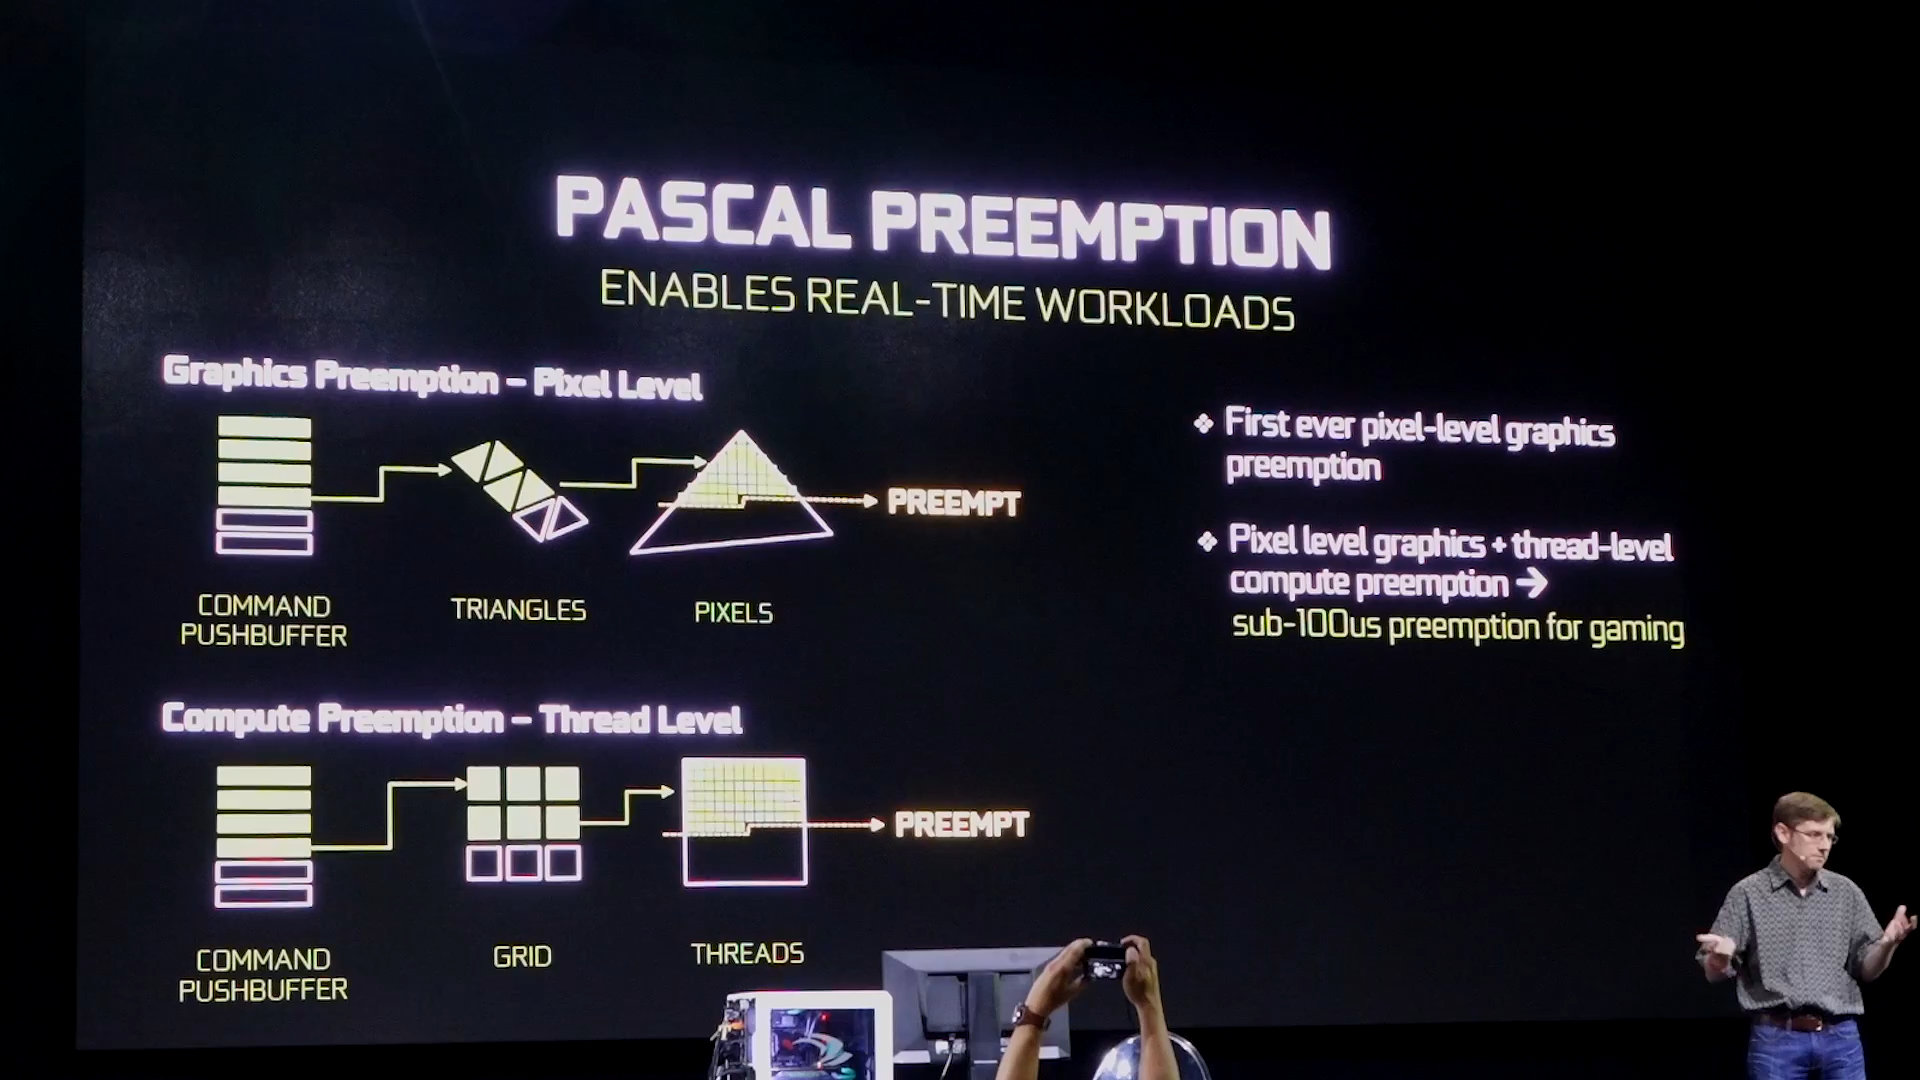 PASCAL PREEMPTION
ENABLES REAL-TIME WORKLOADS
Graphics Preemption – Pixel Level
PREEMPT
COMMAND
PUSHBUFFER
TRIANGLES
PIXELS
Compute Preemption – Thread Level
PREEMPT
COMMAND
PUSHBUFFER
GRID
THREADS
❖ First ever pixel-level graphics
preemption
❖ Pixel level graphics + thread-level
compute preemption →
sub-100us preemption for gaming